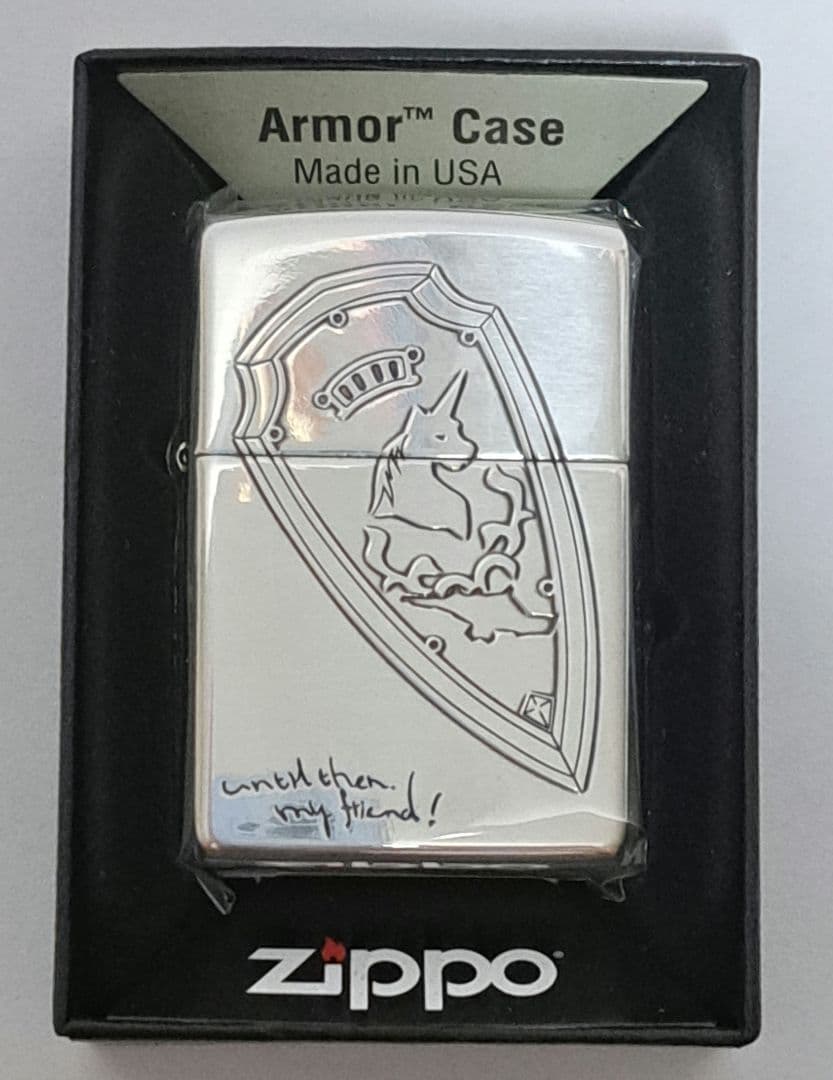 Armor™ Case
Made in USA
until then.
my friend!
Zippo